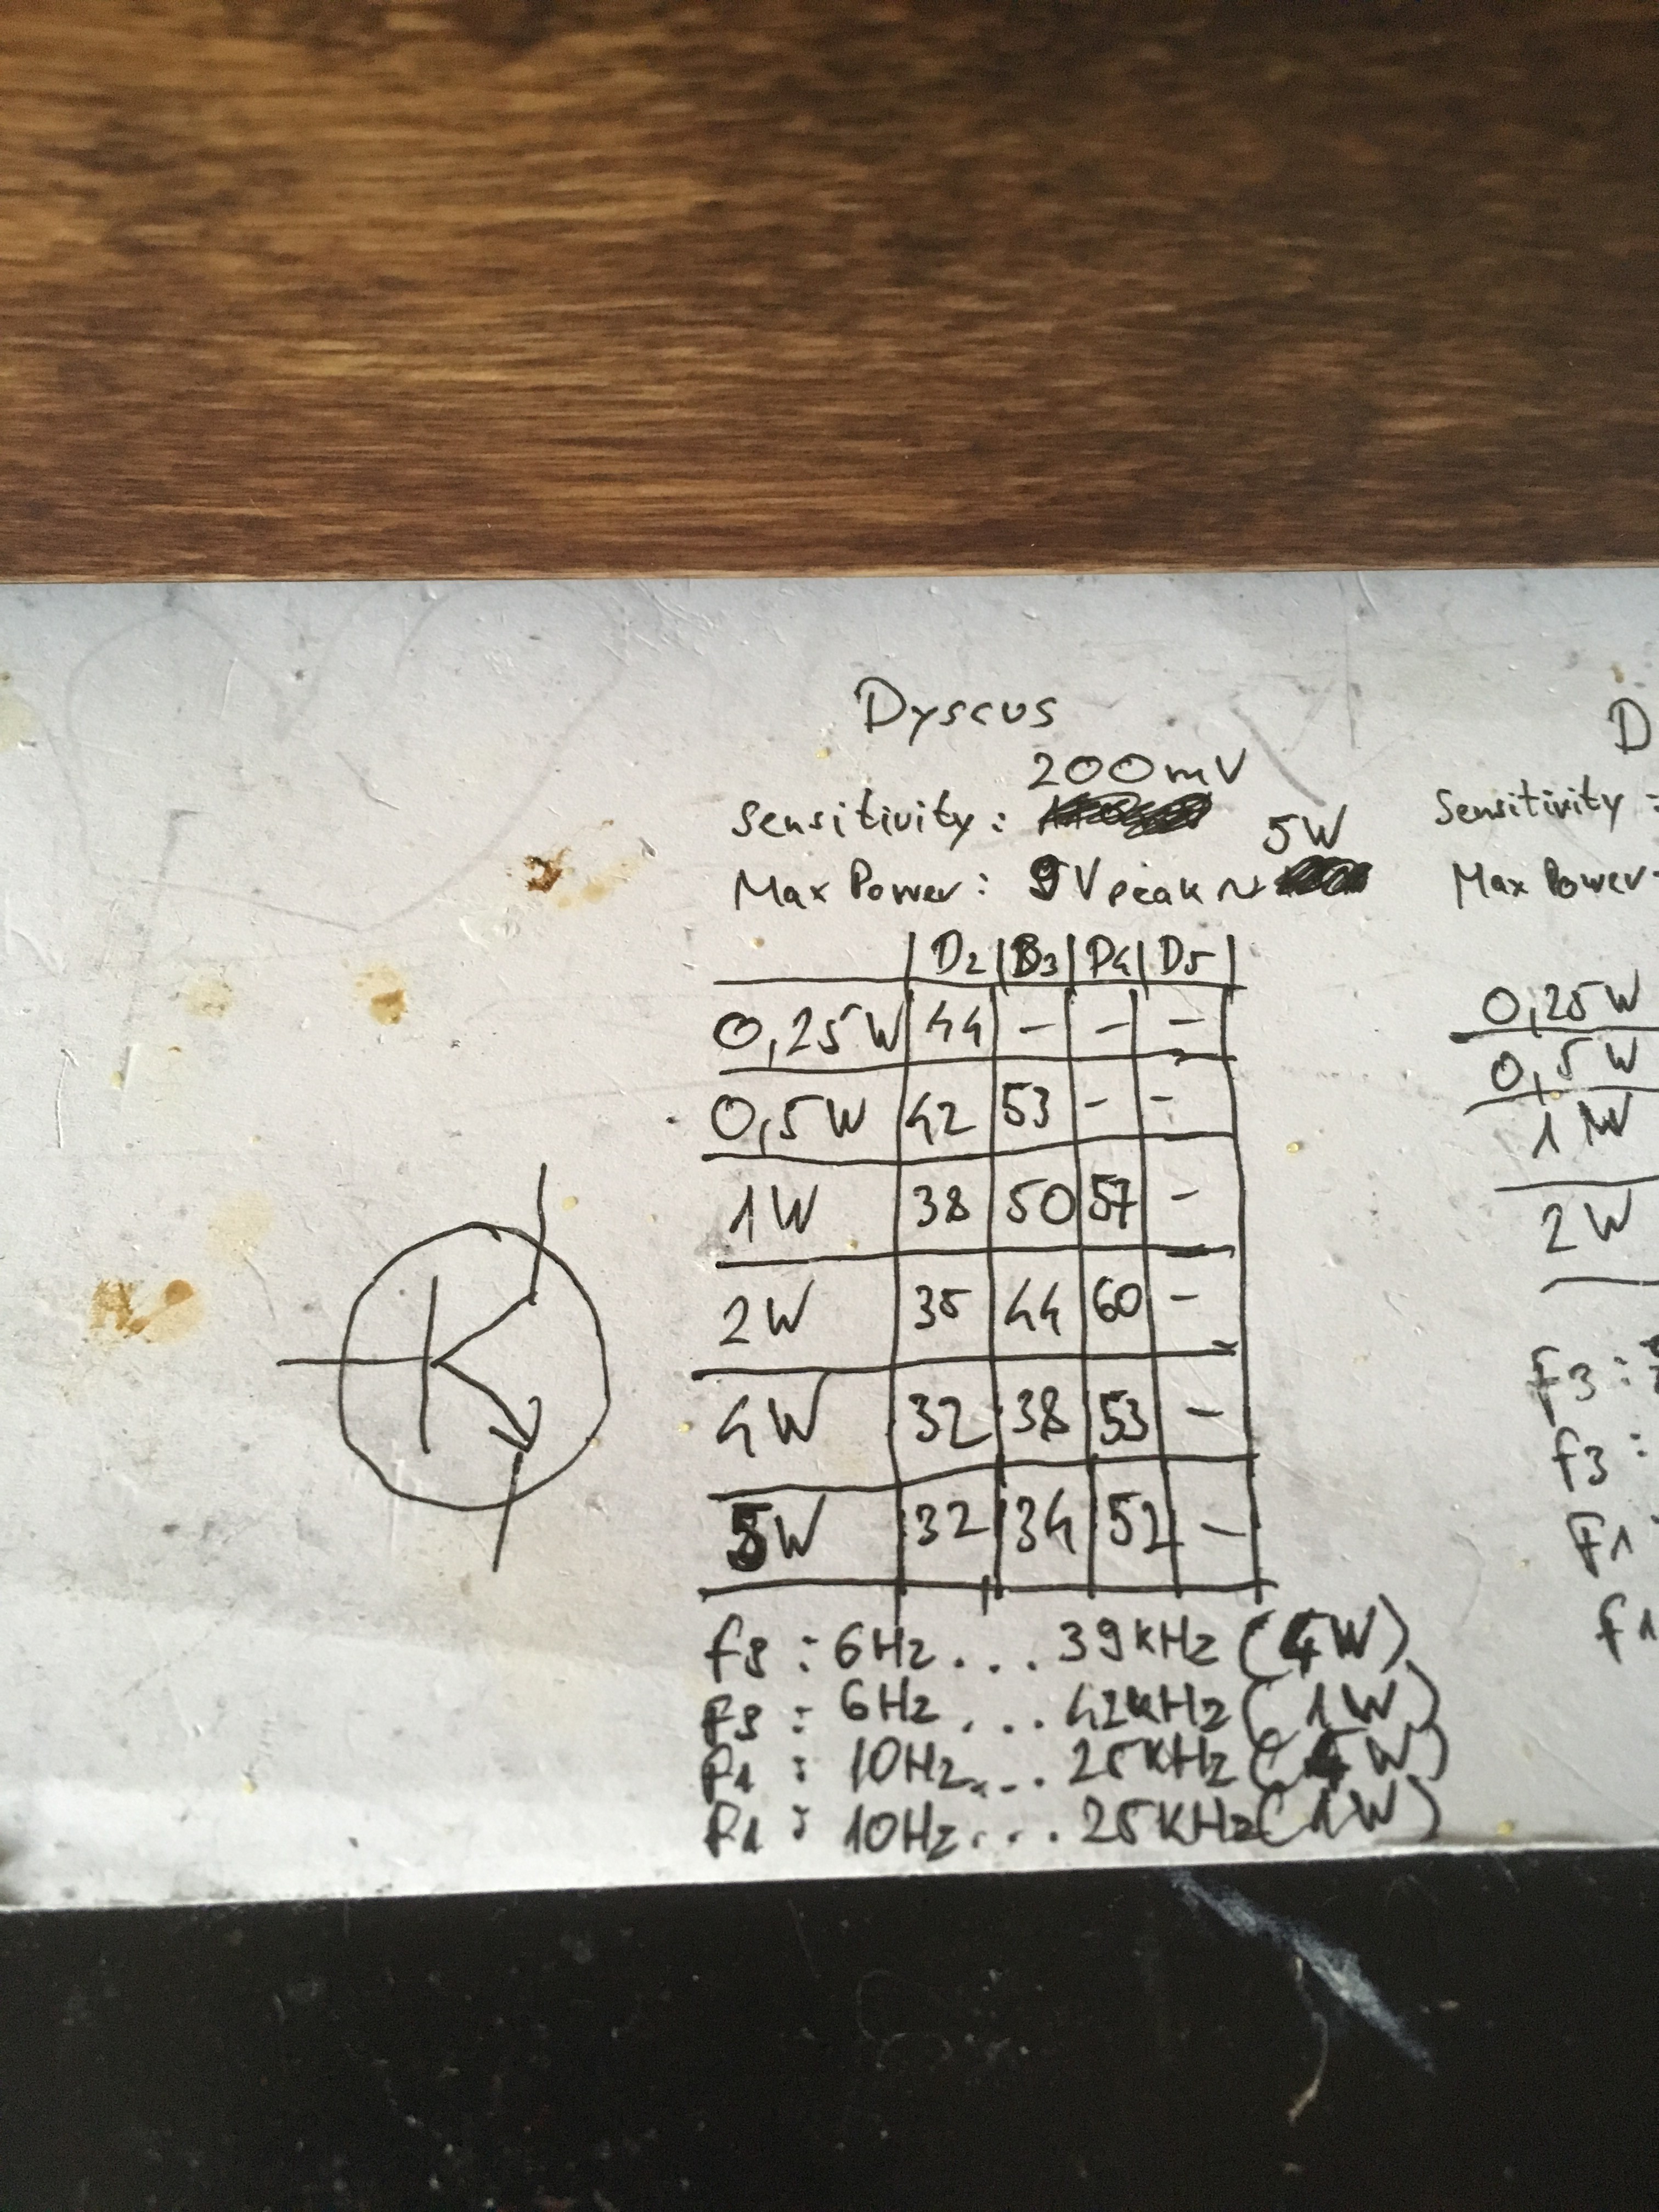 Dyscus
200mV
Sensitivity:
5W
Max Power: 9Vpeak ~
D2 D3 D4 D5
0,25W 44 - - -
0,5W 42 53 - -
1W 38 50 57 -
2W 35 44 60 -
4W 32 38 53 -
5W 32 34 52 -
f3 : 6Hz ... 39kHz (4W)
f3 : 6Hz ... 42kHz (1W)
f1 : 10Hz ... 25kHz (4W)
f1 : 10Hz ... 25kHz (1W)
D
Sensitivity :
Max Power
0,25W
0,5W
1W
2W
f3 :
f3 :
f1
f1